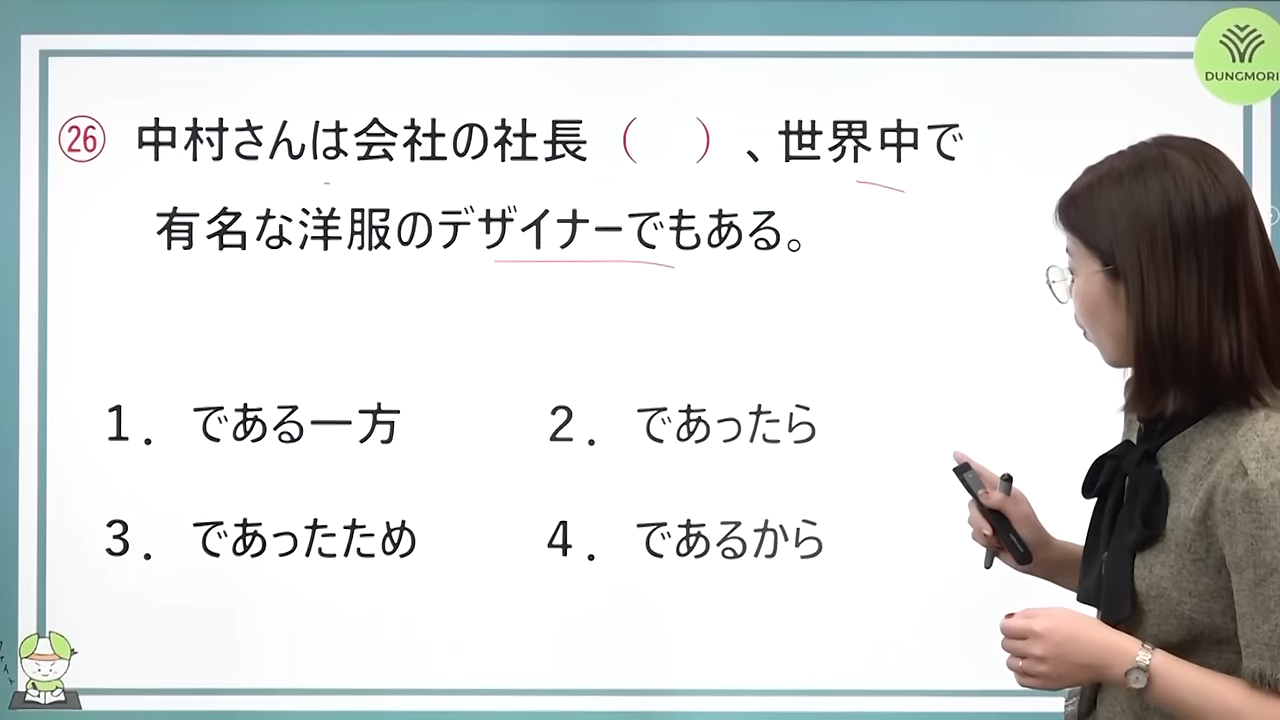 DUNGMORI
㉖ 中村さんは会社の社長（　）、世界中で
有名な洋服のデザイナーでもある。
1．である一方
2．であったら
3．であったため
4．であるから